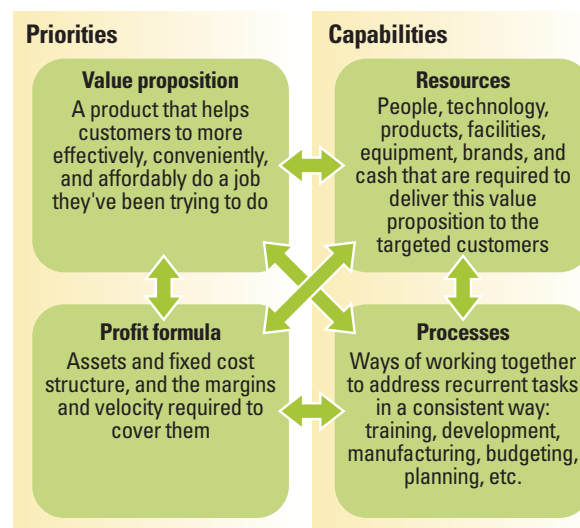 Priorities
Value proposition
A product that helps
customers to more
effectively, conveniently,
and affordably do a job
they've been trying to do
Profit formula
Assets and fixed cost
structure, and the margins
and velocity required to
cover them
Capabilities
Resources
People, technology,
products, facilities,
equipment, brands, and
cash that are required to
deliver this value
proposition to the
targeted customers
Processes
Ways of working together
to address recurrent tasks
in a consistent way:
training, development,
manufacturing, budgeting,
planning, etc.